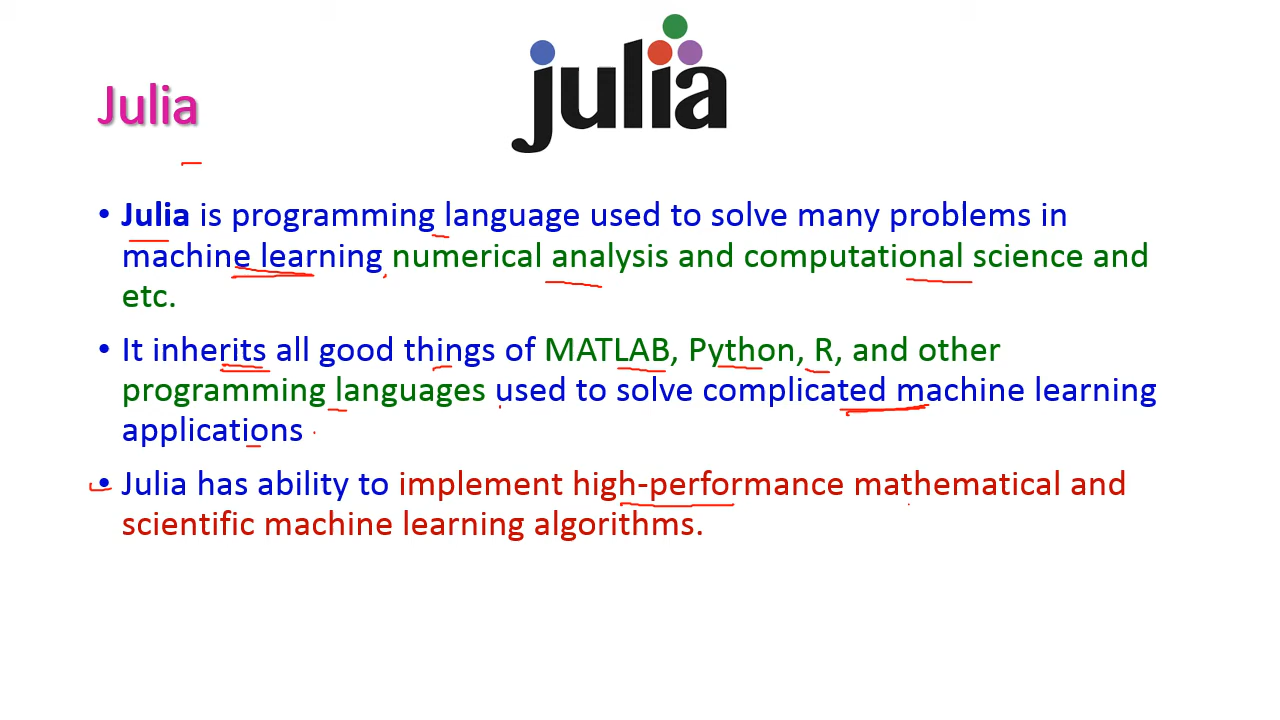 julia
Julia
• Julia is programming language used to solve many problems in
machine learning numerical analysis and computational science and
etc.
• It inherits all good things of MATLAB, Python, R, and other
programming languages used to solve complicated machine learning
applications
• Julia has ability to implement high-performance mathematical and
scientific machine learning algorithms.